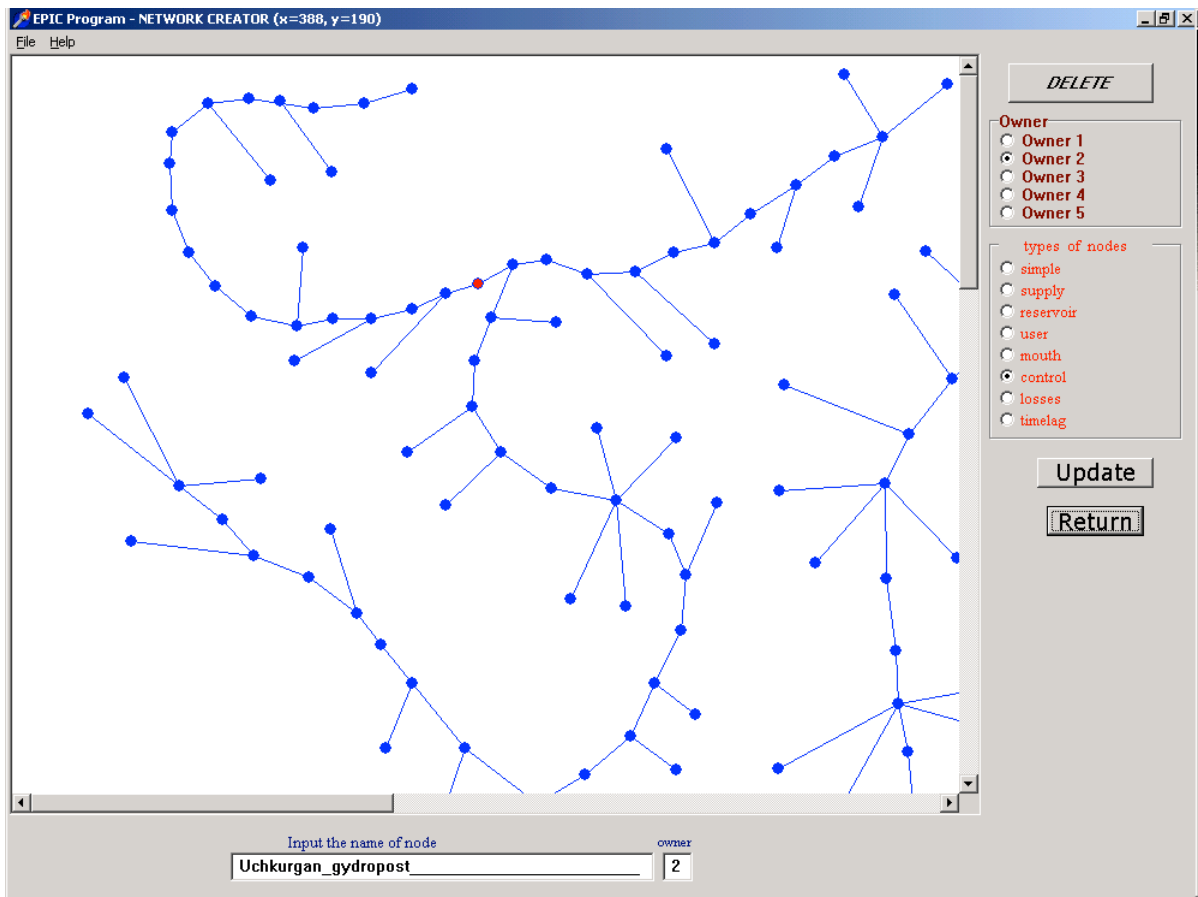 EPIC Program - NETWORK CREATOR (x=388, y=190)
File Help
DELETE
Owner
Owner 1
Owner 2
Owner 3
Owner 4
Owner 5
types of nodes
simple
supply
reservoir
user
mouth
control
losses
timelag
Update
Return
Input the name of node
owner
Uchkurgan_gydropost_________________________
2